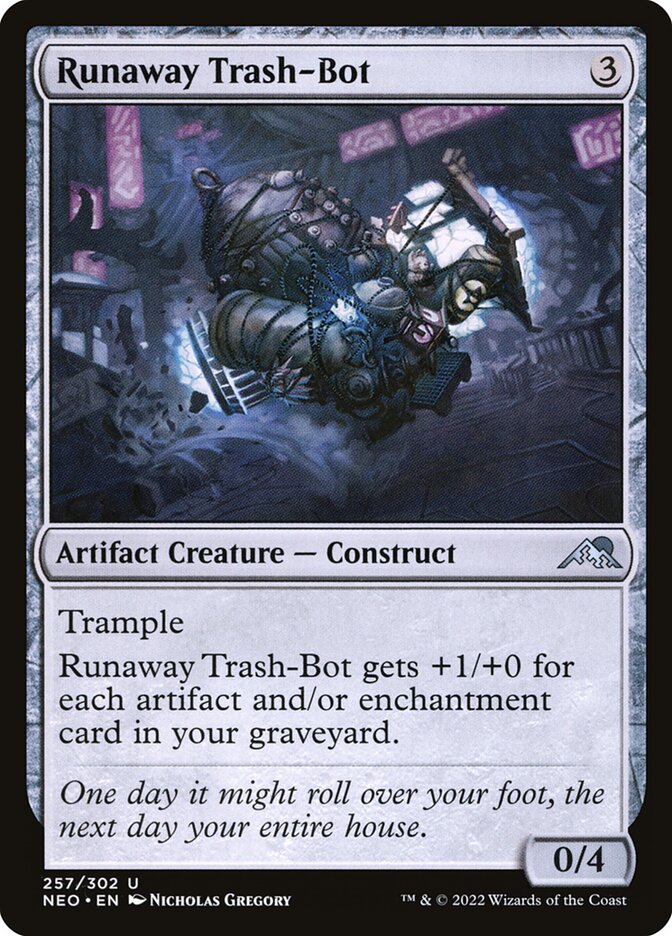 Runaway Trash-Bot 3
Artifact Creature — Construct
Trample
Runaway Trash-Bot gets +1/+0 for
each artifact and/or enchantment
card in your graveyard.
One day it might roll over your foot, the
next day your entire house.
0/4
257/302 U
NEO • EN Nicholas Gregory
™ & © 2022 Wizards of the Coast